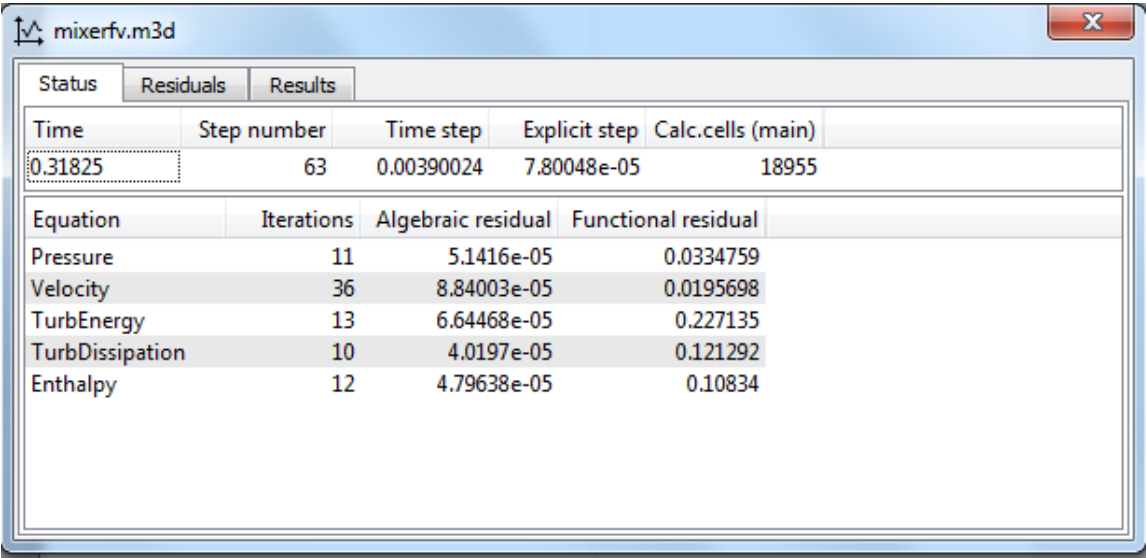 mixerfv.m3d
Status Residuals Results
Time Step number Time step Explicit step Calc.cells (main)
0.31825 63 0.00390024 7.80048e-05 18955
Equation Iterations Algebraic residual Functional residual
Pressure 11 5.1416e-05 0.0334759
Velocity 36 8.84003e-05 0.0195698
TurbEnergy 13 6.64468e-05 0.227135
TurbDissipation 10 4.0197e-05 0.121292
Enthalpy 12 4.79638e-05 0.10834